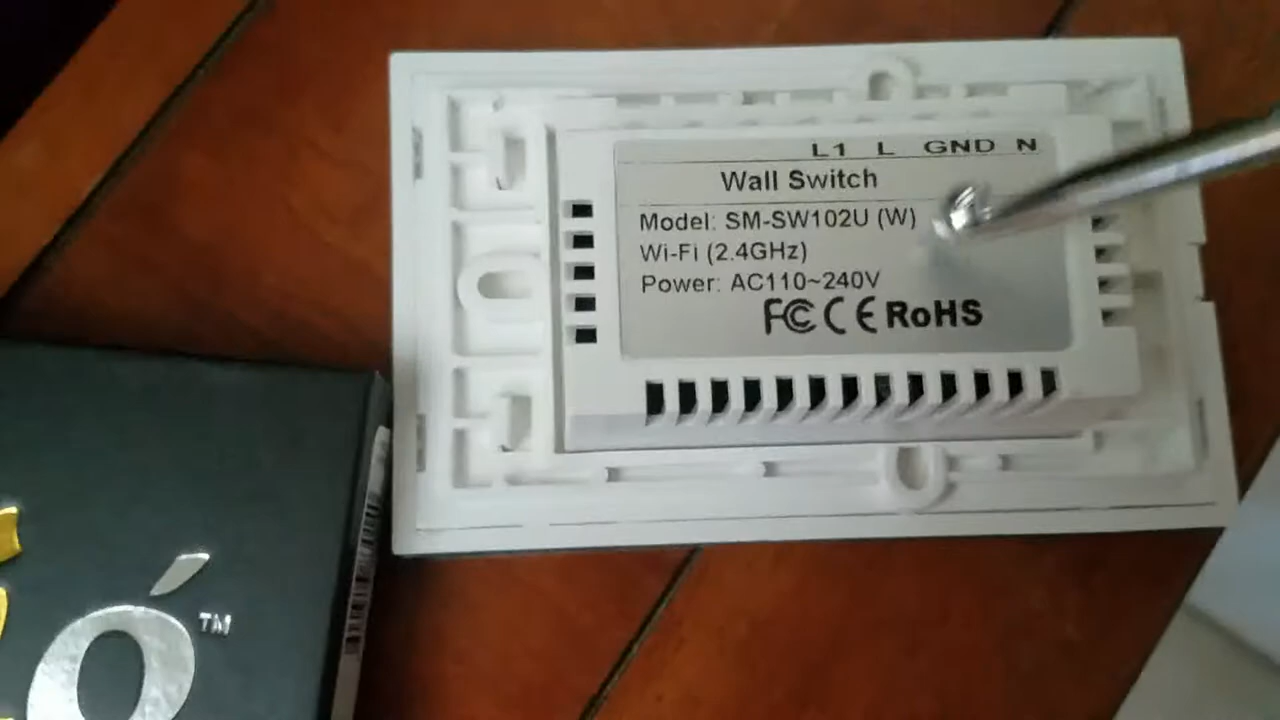 L1 L GND N
Wall Switch
Model: SM-SW102U (W)
Wi-Fi (2.4GHz)
Power: AC110~240V
FC CE RoHS
ó™